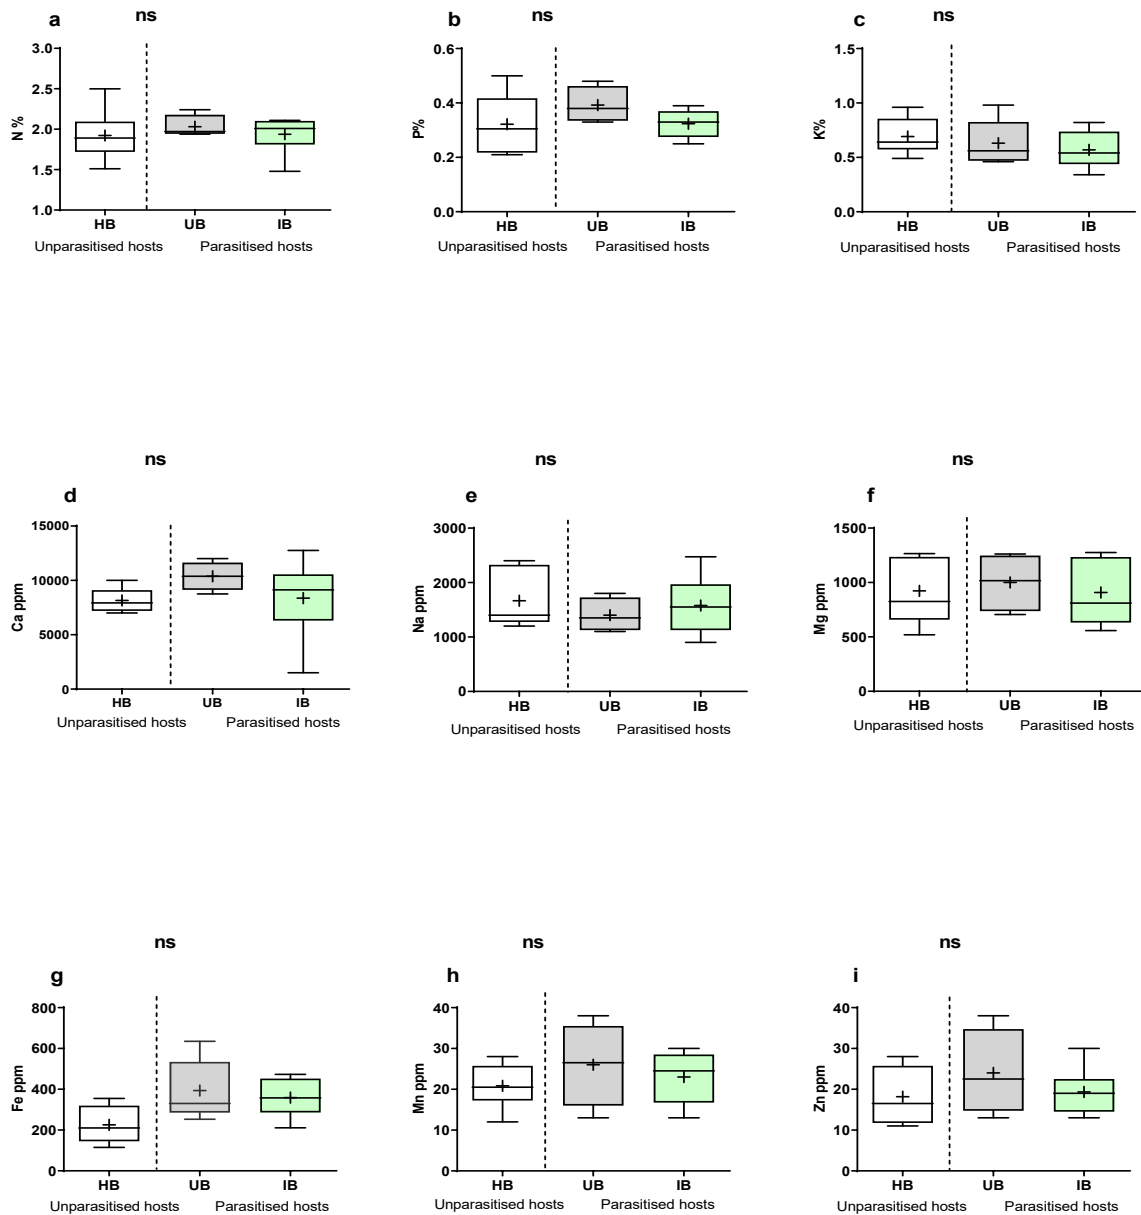 a ns
3.0
2.5
2.0
1.5
1.0
N %
HB UB IB
Unparasitised hosts Parasitised hosts
b ns
0.6
0.4
0.2
0.0
P%
HB UB IB
Unparasitised hosts Parasitised hosts
c ns
1.5
1.0
0.5
0.0
K%
HB UB IB
Unparasitised hosts Parasitised hosts
ns
d
15000
10000
5000
0
Ca ppm
HB UB IB
Unparasitised hosts Parasitised hosts
ns
e
3000
2000
1000
0
Na ppm
HB UB IB
Unparasitised hosts Parasitised hosts
ns
f
1500
1000
500
0
Mg ppm
HB UB IB
Unparasitised hosts Parasitised hosts
ns
g
800
600
400
200
0
Fe ppm
HB UB IB
Unparasitised hosts Parasitised hosts
ns
h
40
30
20
10
0
Mn ppm
HB UB IB
Unparasitised hosts Parasitised hosts
ns
i
40
30
20
10
0
Zn ppm
HB UB IB
Unparasitised hosts Parasitised hosts